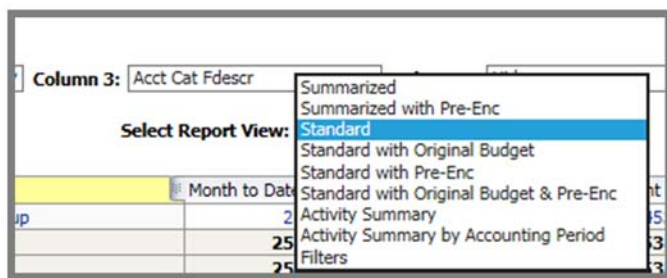 Column 3: Acct Cat Fdescr
Summarized
Summarized with Pre-Enc
Select Report View: Standard
Standard with Original Budget
Standard with Pre-Enc
Month to Date
Standard with Original Budget & Pre-Enc
up
Activity Summary
25
Activity Summary by Accounting Period
53
25
Filters
53